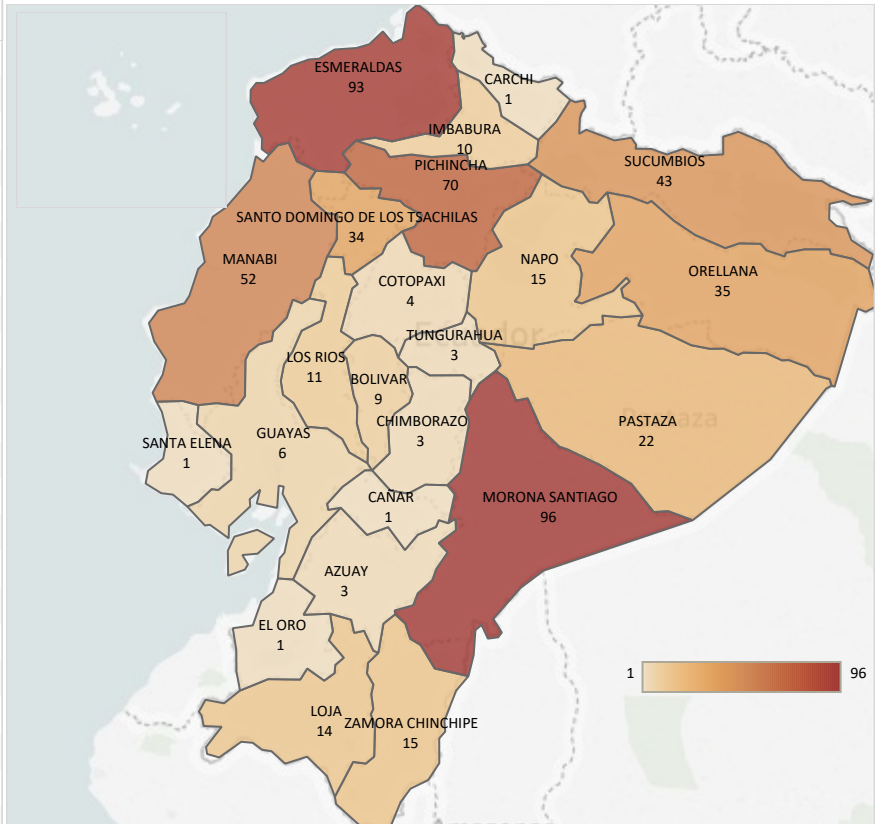 ESMERALDAS
93
CARCHI
1
IMBABURA
10
PICHINCHA
70
SUCUMBIOS
43
SANTO DOMINGO DE LOS TSACHILAS
34
MANABI
52
NAPO
15
ORELLANA
35
COTOPAXI
4
Ecuador
TUNGURAHUA
3
LOS RIOS
11
BOLIVAR
9
CHIMBORAZO
3
Pastaza
PASTAZA
22
SANTA ELENA
1
GUAYAS
6
CAÑAR
1
MORONA SANTIAGO
96
AZUAY
3
EL ORO
1
1
96
LOJA
14
ZAMORA CHINCHIPE
15